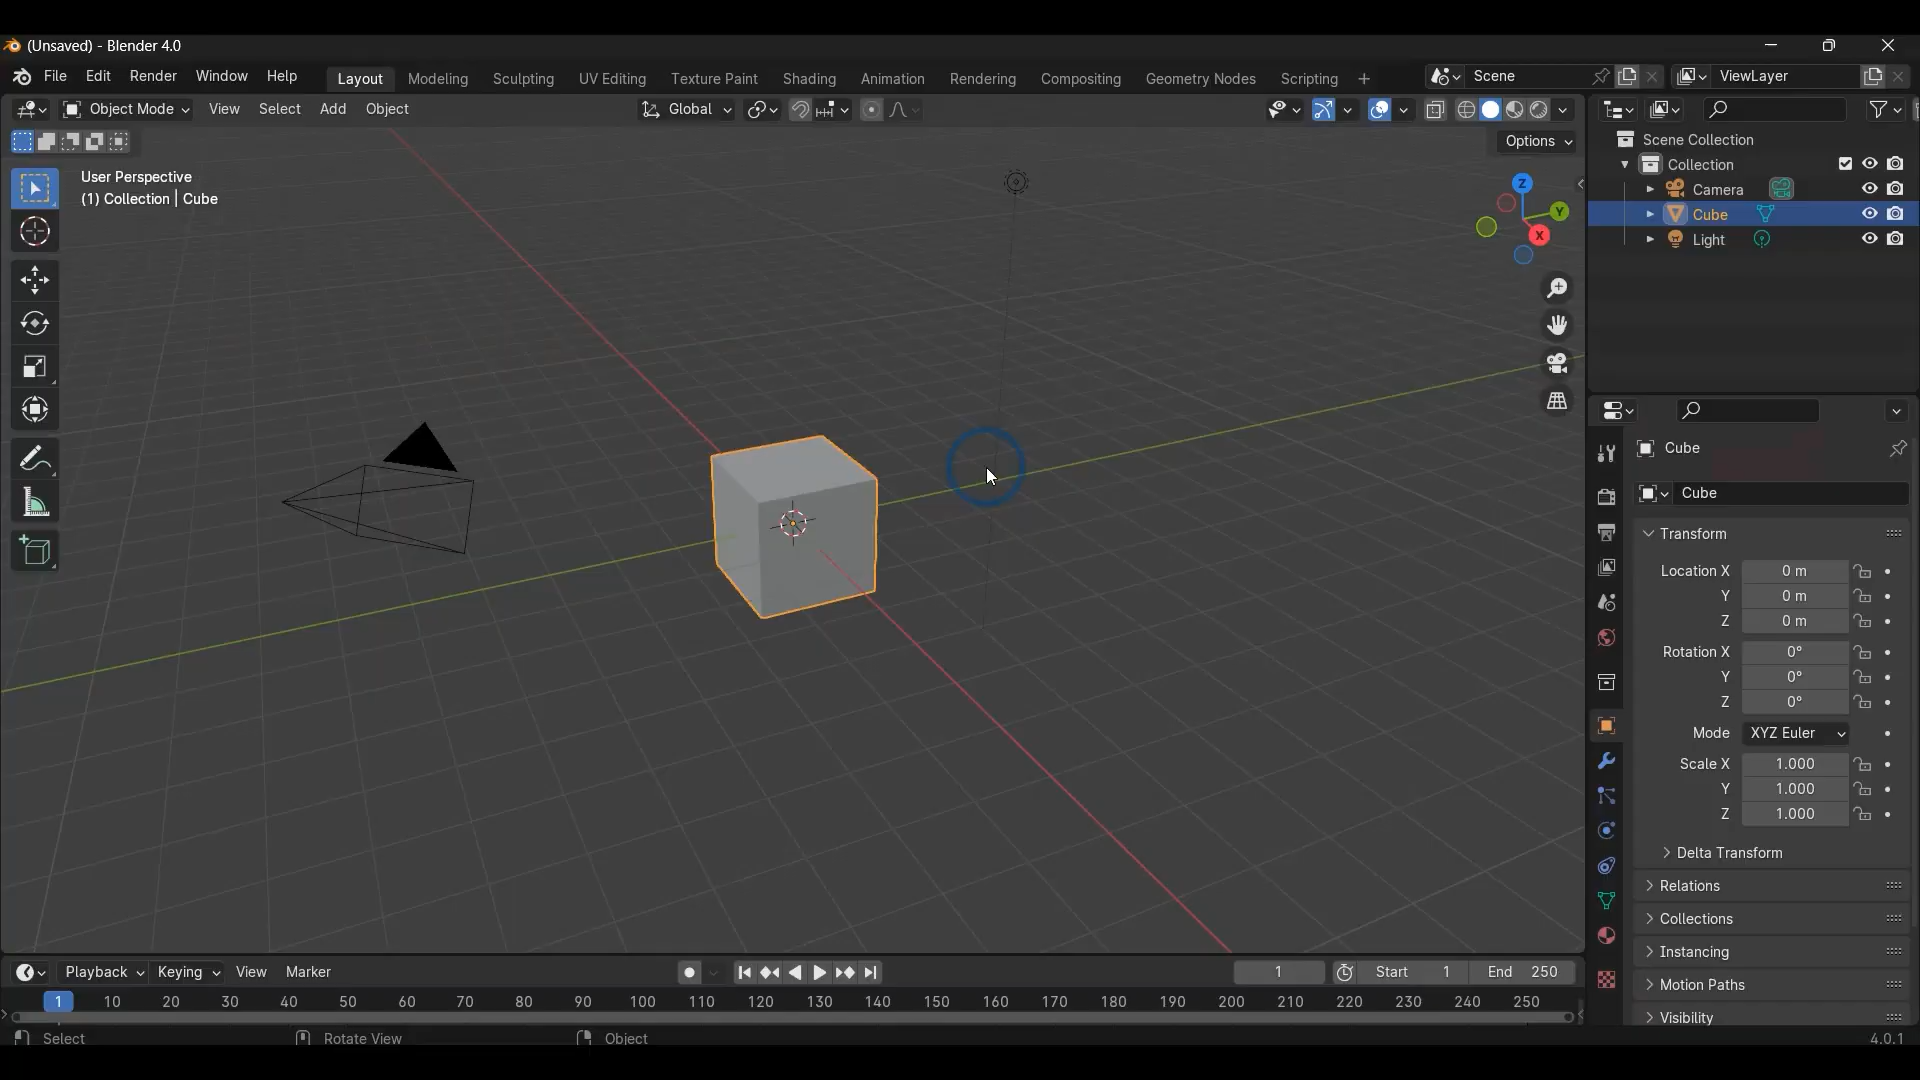 (Unsaved) - Blender 4.0
File Edit Render Window Help Layout Modeling Sculpting UV Editing Texture Paint Shading Animation Rendering Compositing Geometry Nodes Scripting + Scene ViewLayer
Object Mode View Select Add Object Global
Options
User Perspective
(1) Collection | Cube
Z
Y
X
Scene Collection
Collection
Camera
Cube
Light
Cube
Cube
Transform
Location X 0 m
Y 0 m
Z 0 m
Rotation X 0°
Y 0°
Z 0°
Mode XYZ Euler
Scale X 1.000
Y 1.000
Z 1.000
Delta Transform
Relations
Collections
Instancing
Motion Paths
Visibility
Playback Keying View Marker 1 Start 1 End 250
1 10 20 30 40 50 60 70 80 90 100 110 120 130 140 150 160 170 180 190 200 210 220 230 240 250
Select Rotate View Object 4.0.1